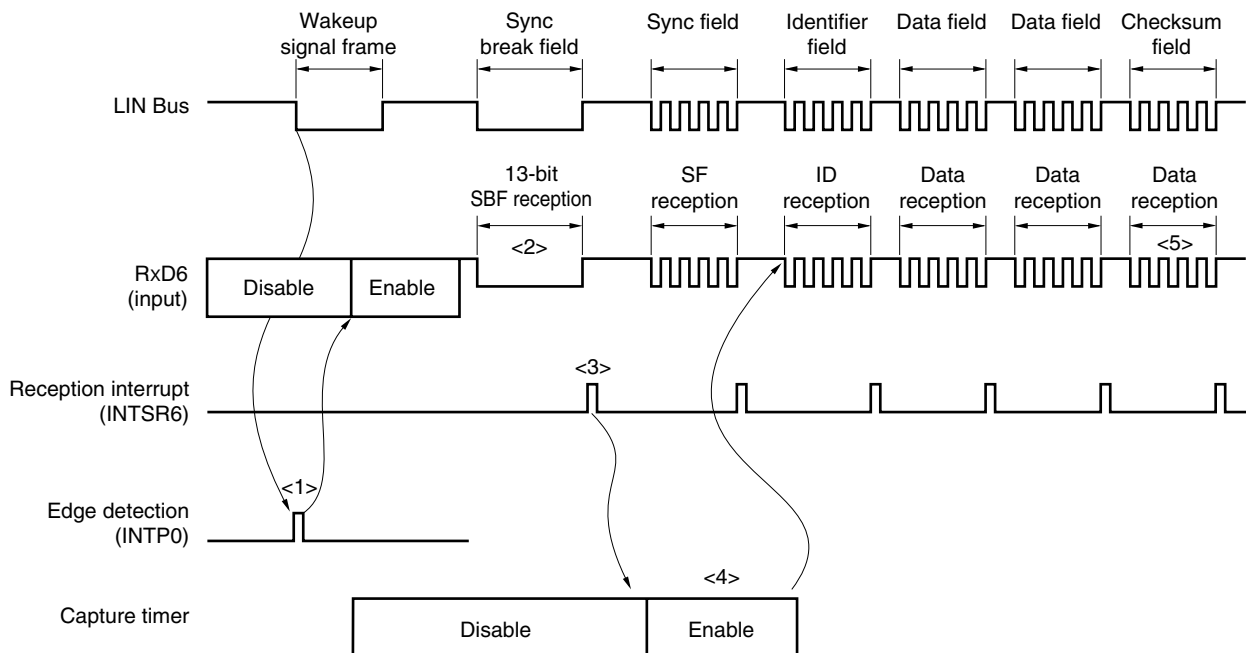 Wakeup
signal frame
Sync
break field
Sync field
Identifier
field
Data field
Data field
Checksum
field
LIN Bus
13-bit
SBF reception
SF
reception
ID
reception
Data
reception
Data
reception
Data
reception
<2>
<5>
RxD6
(input)
Disable
Enable
Reception interrupt
(INTSR6)
<3>
Edge detection
(INTP0)
<1>
Capture timer
Disable
<4>
Enable